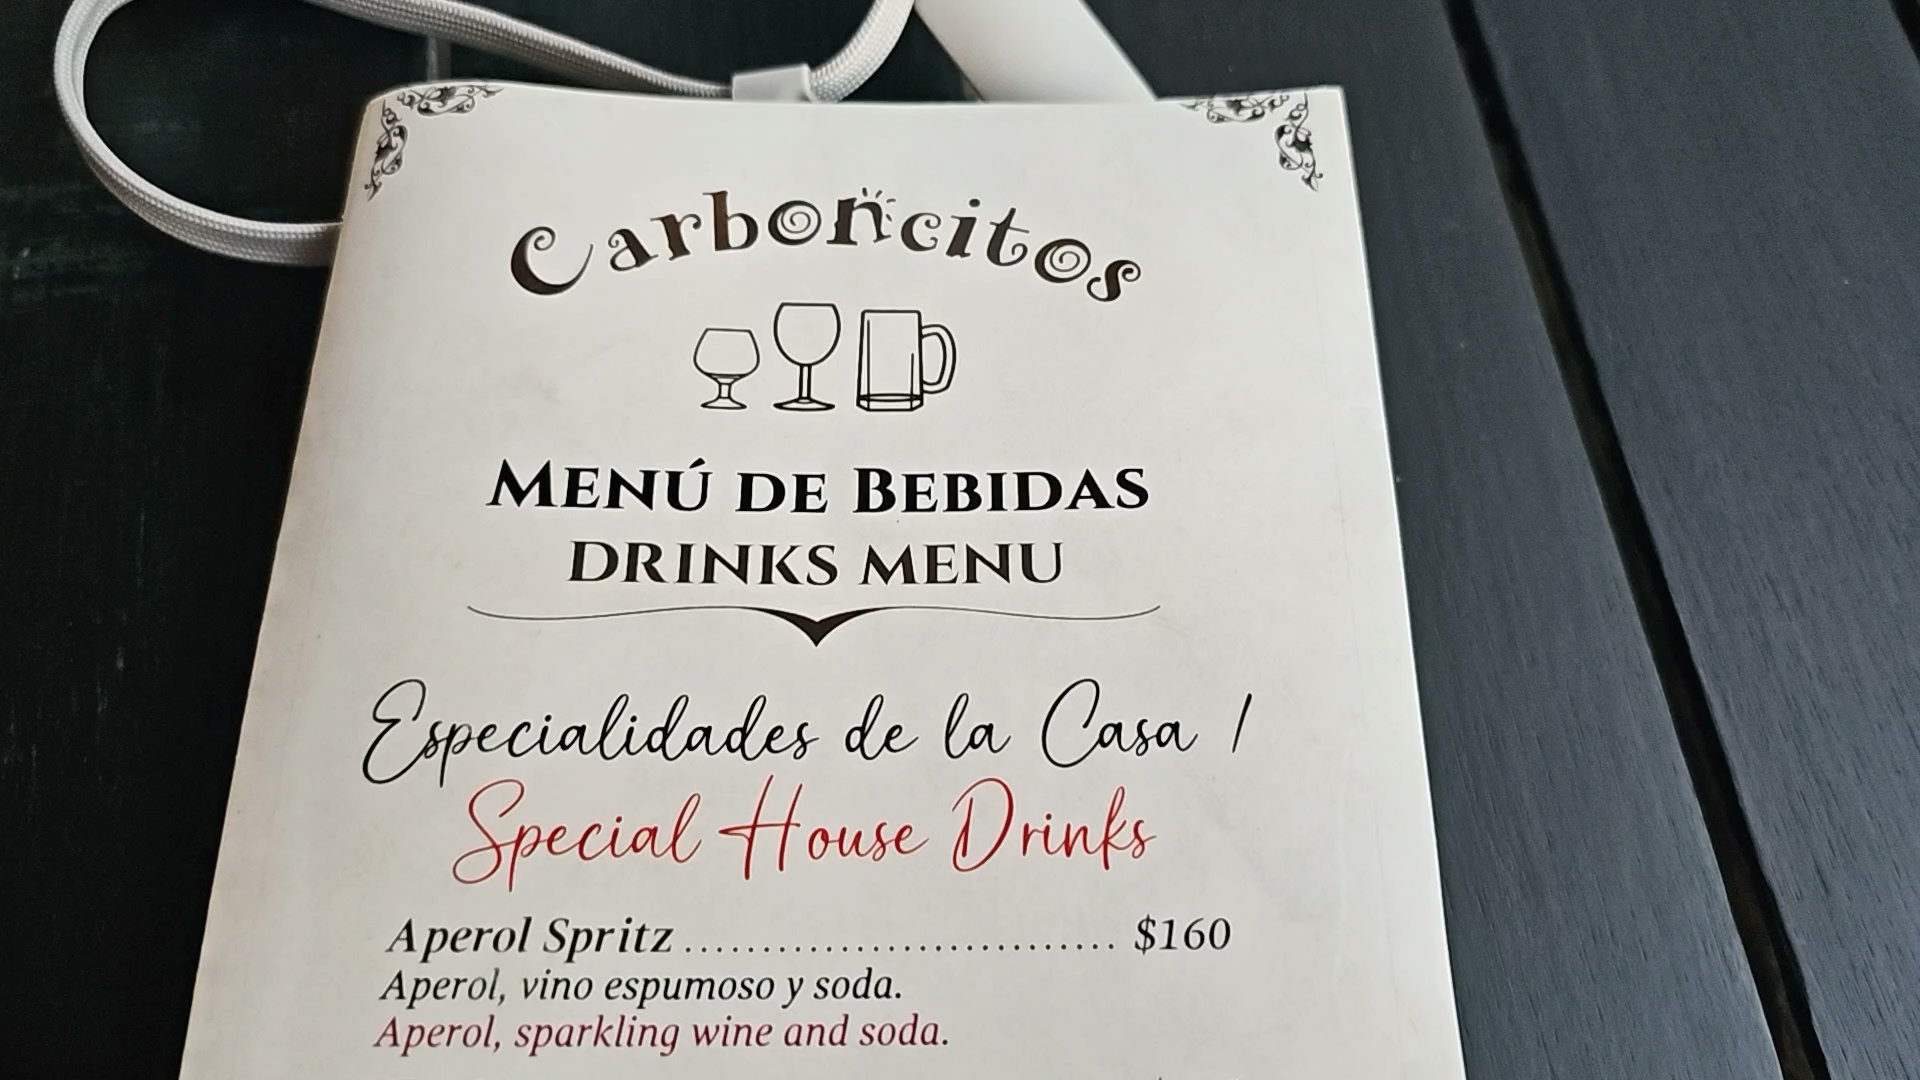 Carboncitos
MENÚ DE BEBIDAS
DRINKS MENU
Especialidades de la Casa /
Special House Drinks
Aperol Spritz ............................ $160
Aperol, vino espumoso y soda.
Aperol, sparkling wine and soda.